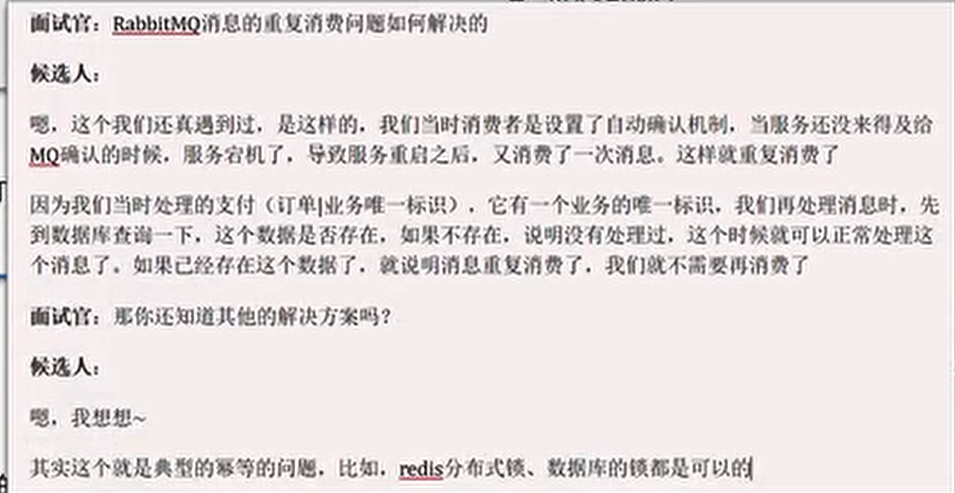 面试官：RabbitMQ消息的重复消费问题如何解决的
候选人：
嗯，这个我们还真遇到过，是这样的，我们当时消费者是设置了自动确认机制，当服务还没来得及给
MQ确认的时候，服务宕机了，导致服务重启之后，又消费了一次消息。这样就重复消费了
因为我们当时处理的支付（订单|业务唯一标识），它有一个业务的唯一标识，我们再处理消息时，先
到数据库查询一下，这个数据是否存在，如果不存在，说明没有处理过，这个时候就可以正常处理这
个消息了。如果已经存在这个数据了，就说明消息重复消费了，我们就不需要再消费了
面试官：那你还知道其他的解决方案吗？
候选人：
嗯，我想想~
其实这个就是典型的幂等的问题，比如，redis分布式锁、数据库的锁都是可以的